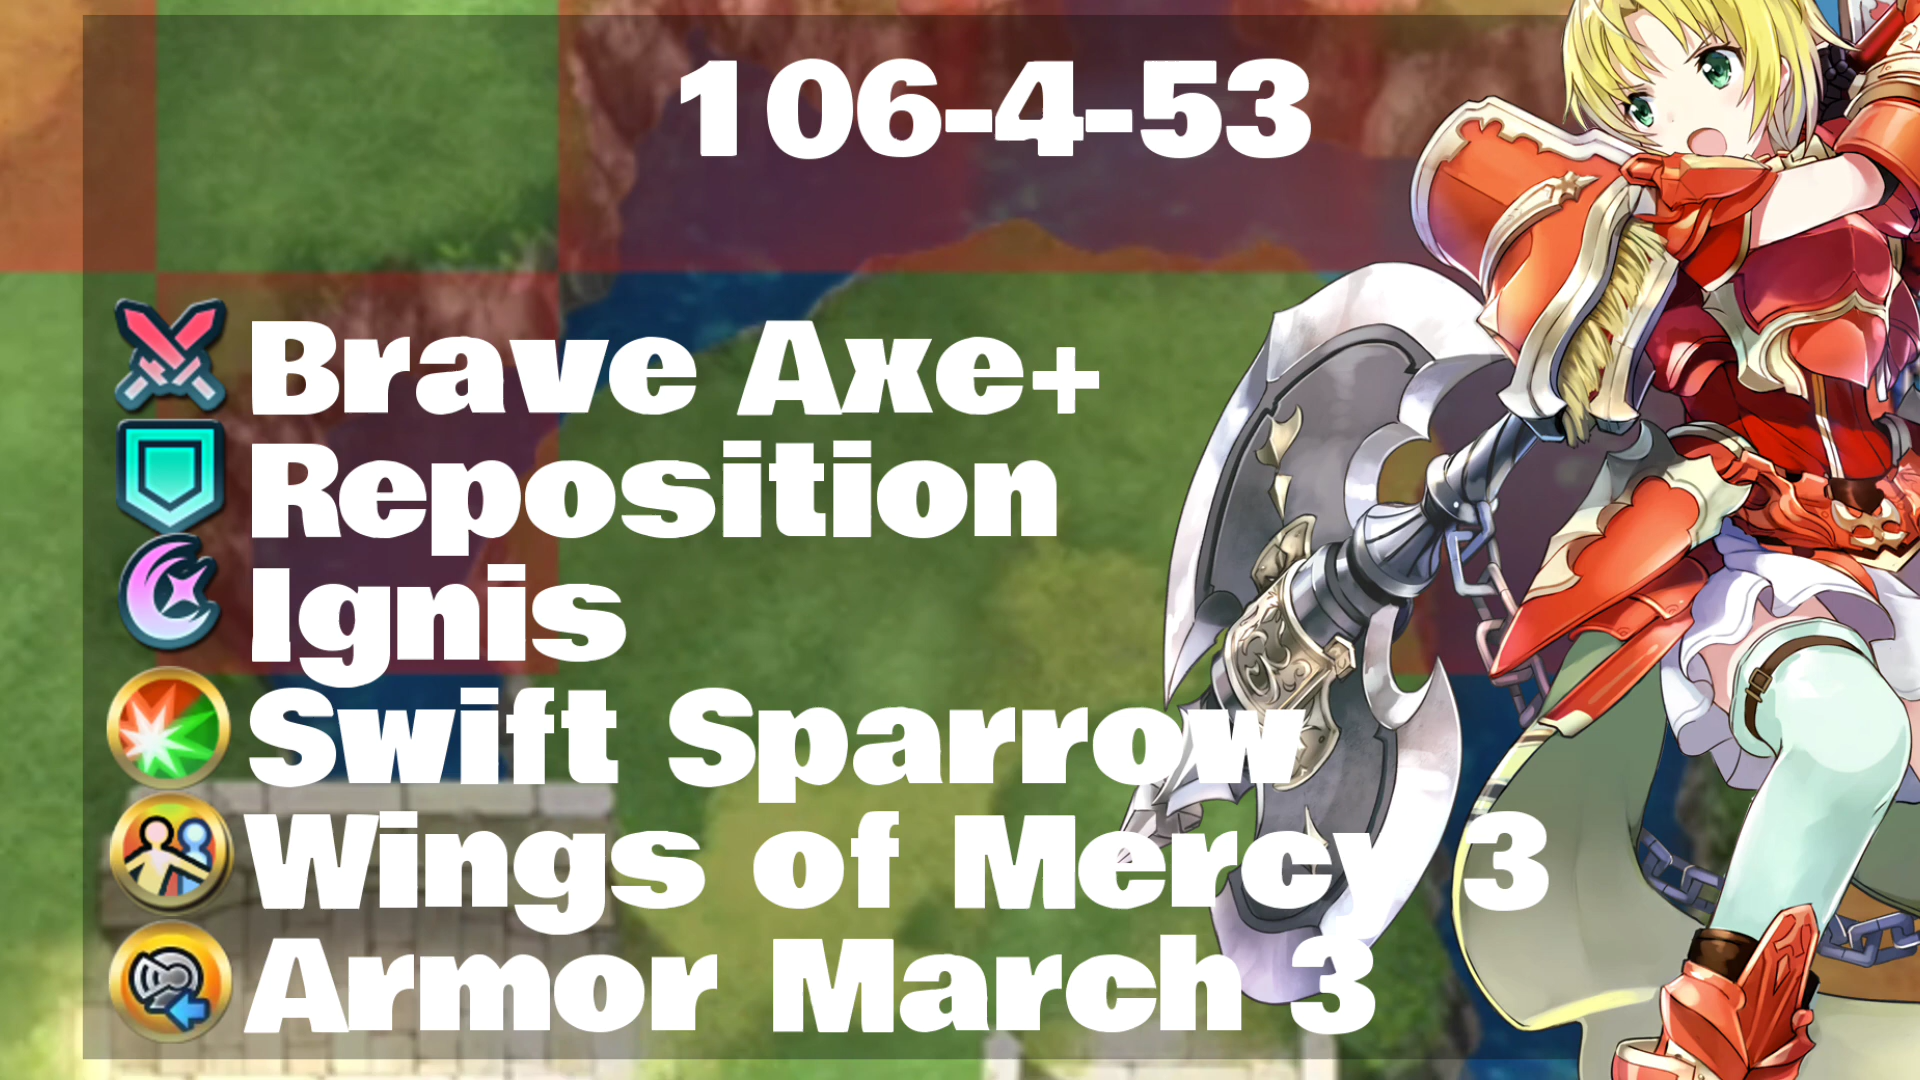 106-4-53
Brave Axe+
Reposition
Ignis
Swift Sparrow
Wings of Mercy 3
Armor March 3